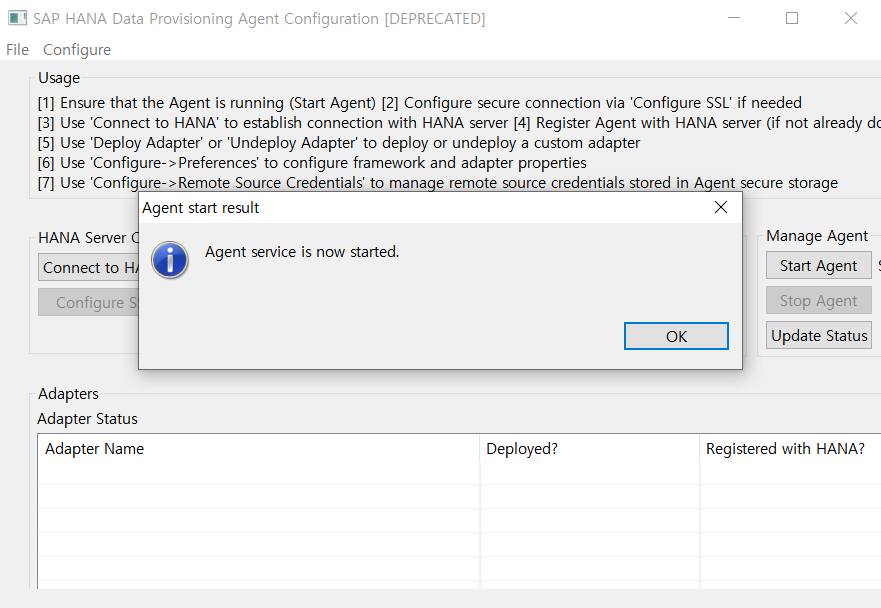 SAP HANA Data Provisioning Agent Configuration [DEPRECATED]
File Configure
Usage
[1] Ensure that the Agent is running (Start Agent) [2] Configure secure connection via 'Configure SSL' if needed
[3] Use 'Connect to HANA' to establish connection with HANA server [4] Register Agent with HANA server (if not already do
[5] Use 'Deploy Adapter' or 'Undeploy Adapter' to deploy or undeploy a custom adapter
[6] Use 'Configure->Preferences' to configure framework and adapter properties
[7] Use 'Configure->Remote Source Credentials' to manage remote source credentials stored in Agent secure storage
Agent start result
Agent service is now started.
OK
HANA Server C
Connect to HA
Configure S
Manage Agent
Start Agent
Stop Agent
Update Status
Adapters
Adapter Status
Adapter Name Deployed? Registered with HANA?